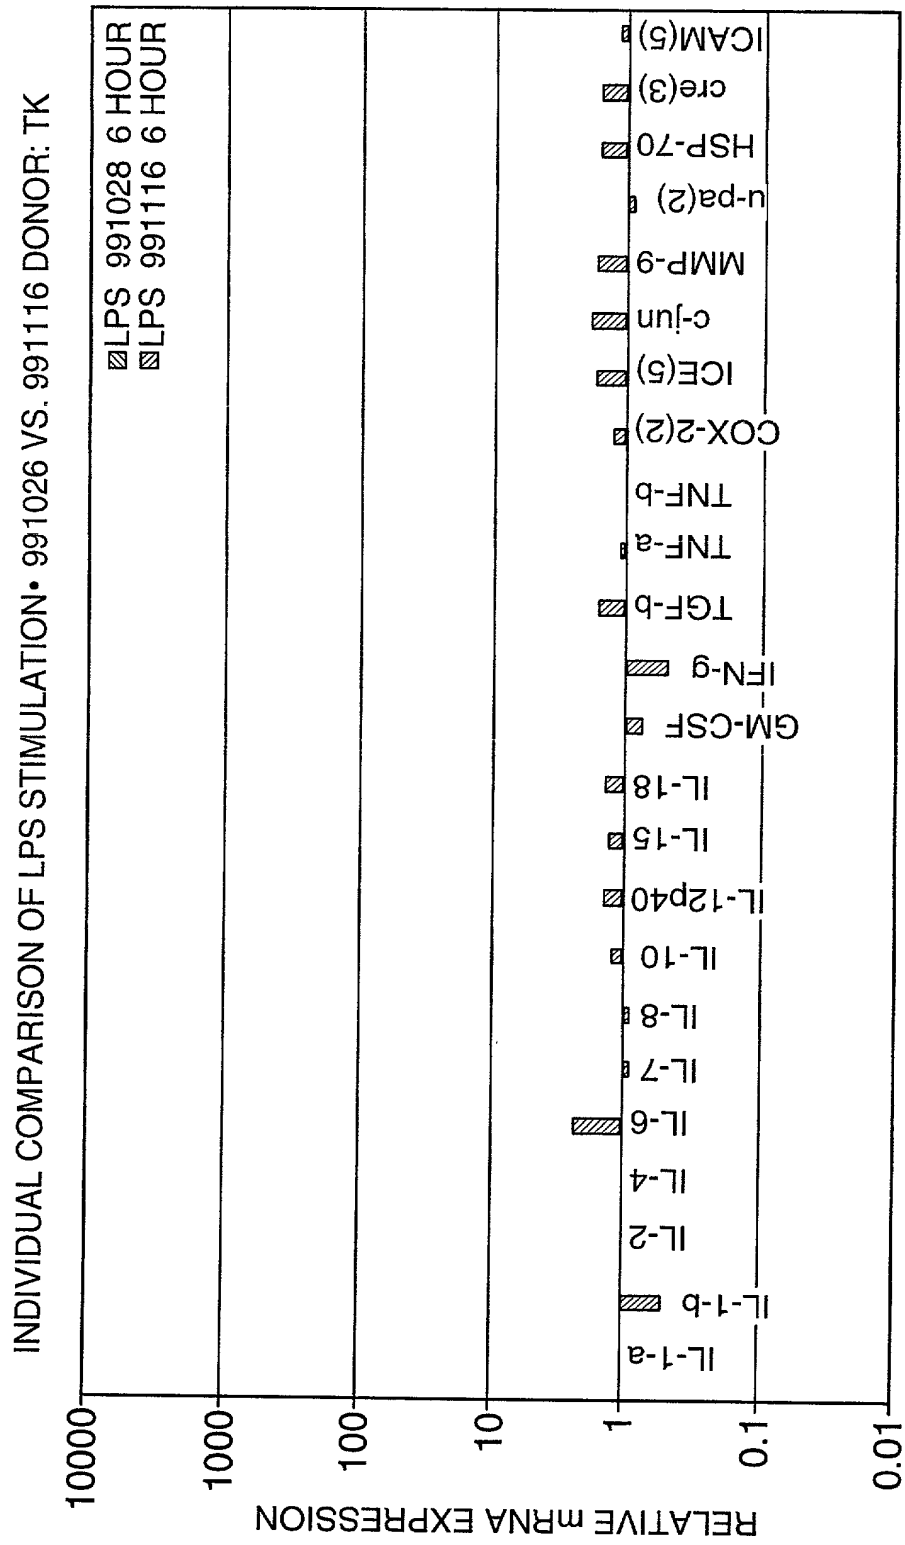 INDIVIDUAL COMPARISON OF LPS STIMULATION• 991026 VS. 991116 DONOR: TK
LPS 991028 6 HOUR
LPS 991116 6 HOUR
RELATIVE mRNA EXPRESSION
10000
1000
100
10
1
0.1
0.01
IL-1-a
IL-1-b
IL-2
IL-4
IL-6
IL-7
IL-8
IL-10
IL-12p40
IL-15
IL-18
GM-CSF
IFN-g
TGF-b
TNF-a
TNF-b
COX-2(2)
ICE(5)
c-jun
MMP-9
u-pa(2)
HSP-70
cre(3)
ICAM(5)